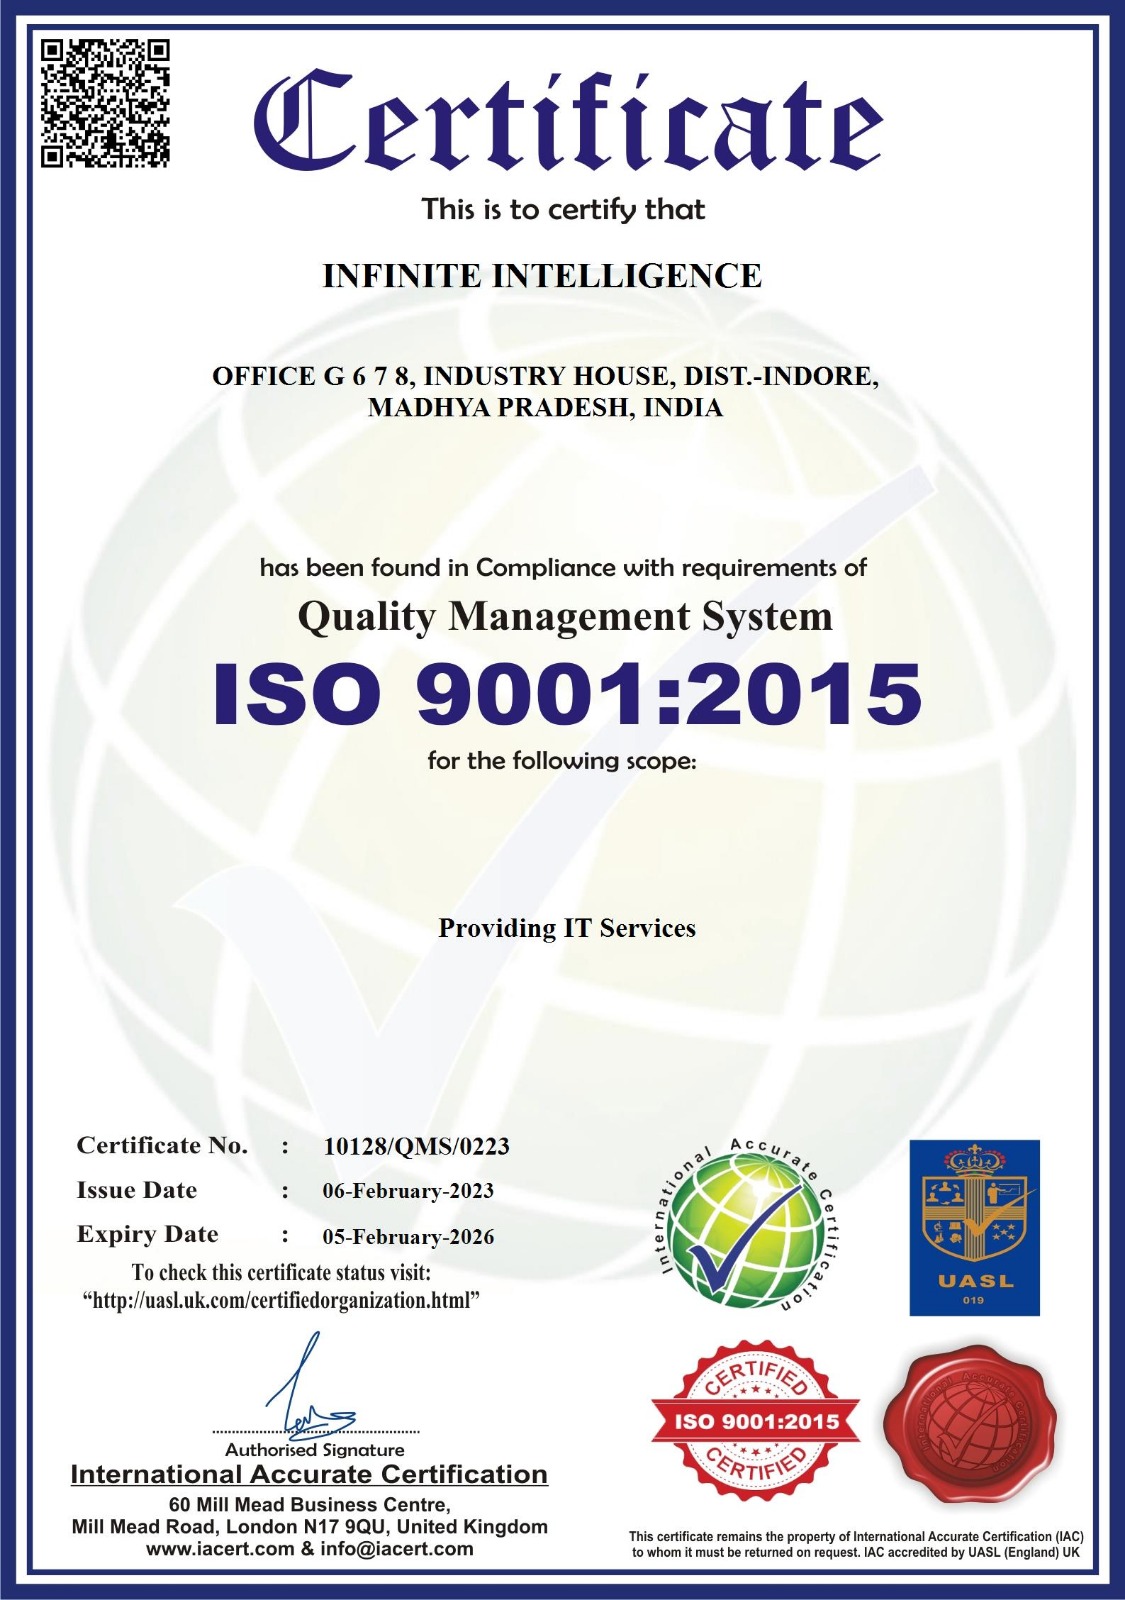 Certificate
This is to certify that
INFINITE INTELLIGENCE
OFFICE G 6 7 8, INDUSTRY HOUSE, DIST.-INDORE,
MADHYA PRADESH, INDIA
has been found in Compliance with requirements of
Quality Management System
ISO 9001:2015
for the following scope:
Providing IT Services
Certificate No. : 10128/QMS/0223
Issue Date : 06-February-2023
Expiry Date : 05-February-2026
To check this certificate status visit:
“http://uasl.uk.com/certifiedorganization.html”
Authorised Signature
International Accurate Certification
60 Mill Mead Business Centre,
Mill Mead Road, London N17 9QU, United Kingdom
www.iacert.com & info@iacert.com
International Accurate Certification
UASL
019
CERTIFIED
ISO 9001:2015
CERTIFIED
International Accurate Certification
This certificate remains the property of International Accurate Certification (IAC)
to whom it must be returned on request. IAC accredited by UASL (England) UK